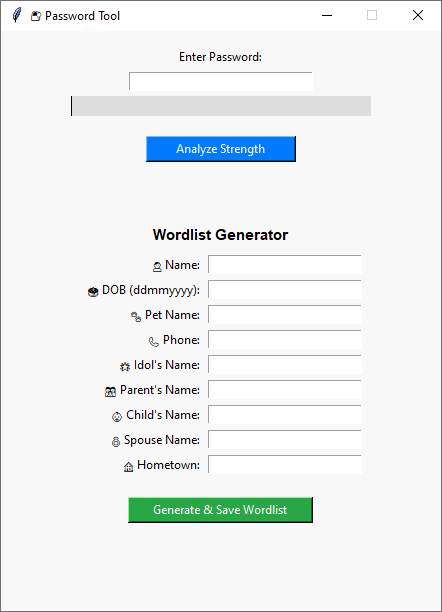 Password Tool
Enter Password:
Analyze Strength
Wordlist Generator
Name:
DOB (ddmmyyyy):
Pet Name:
Phone:
Idol's Name:
Parent's Name:
Child's Name:
Spouse Name:
Hometown:
Generate & Save Wordlist